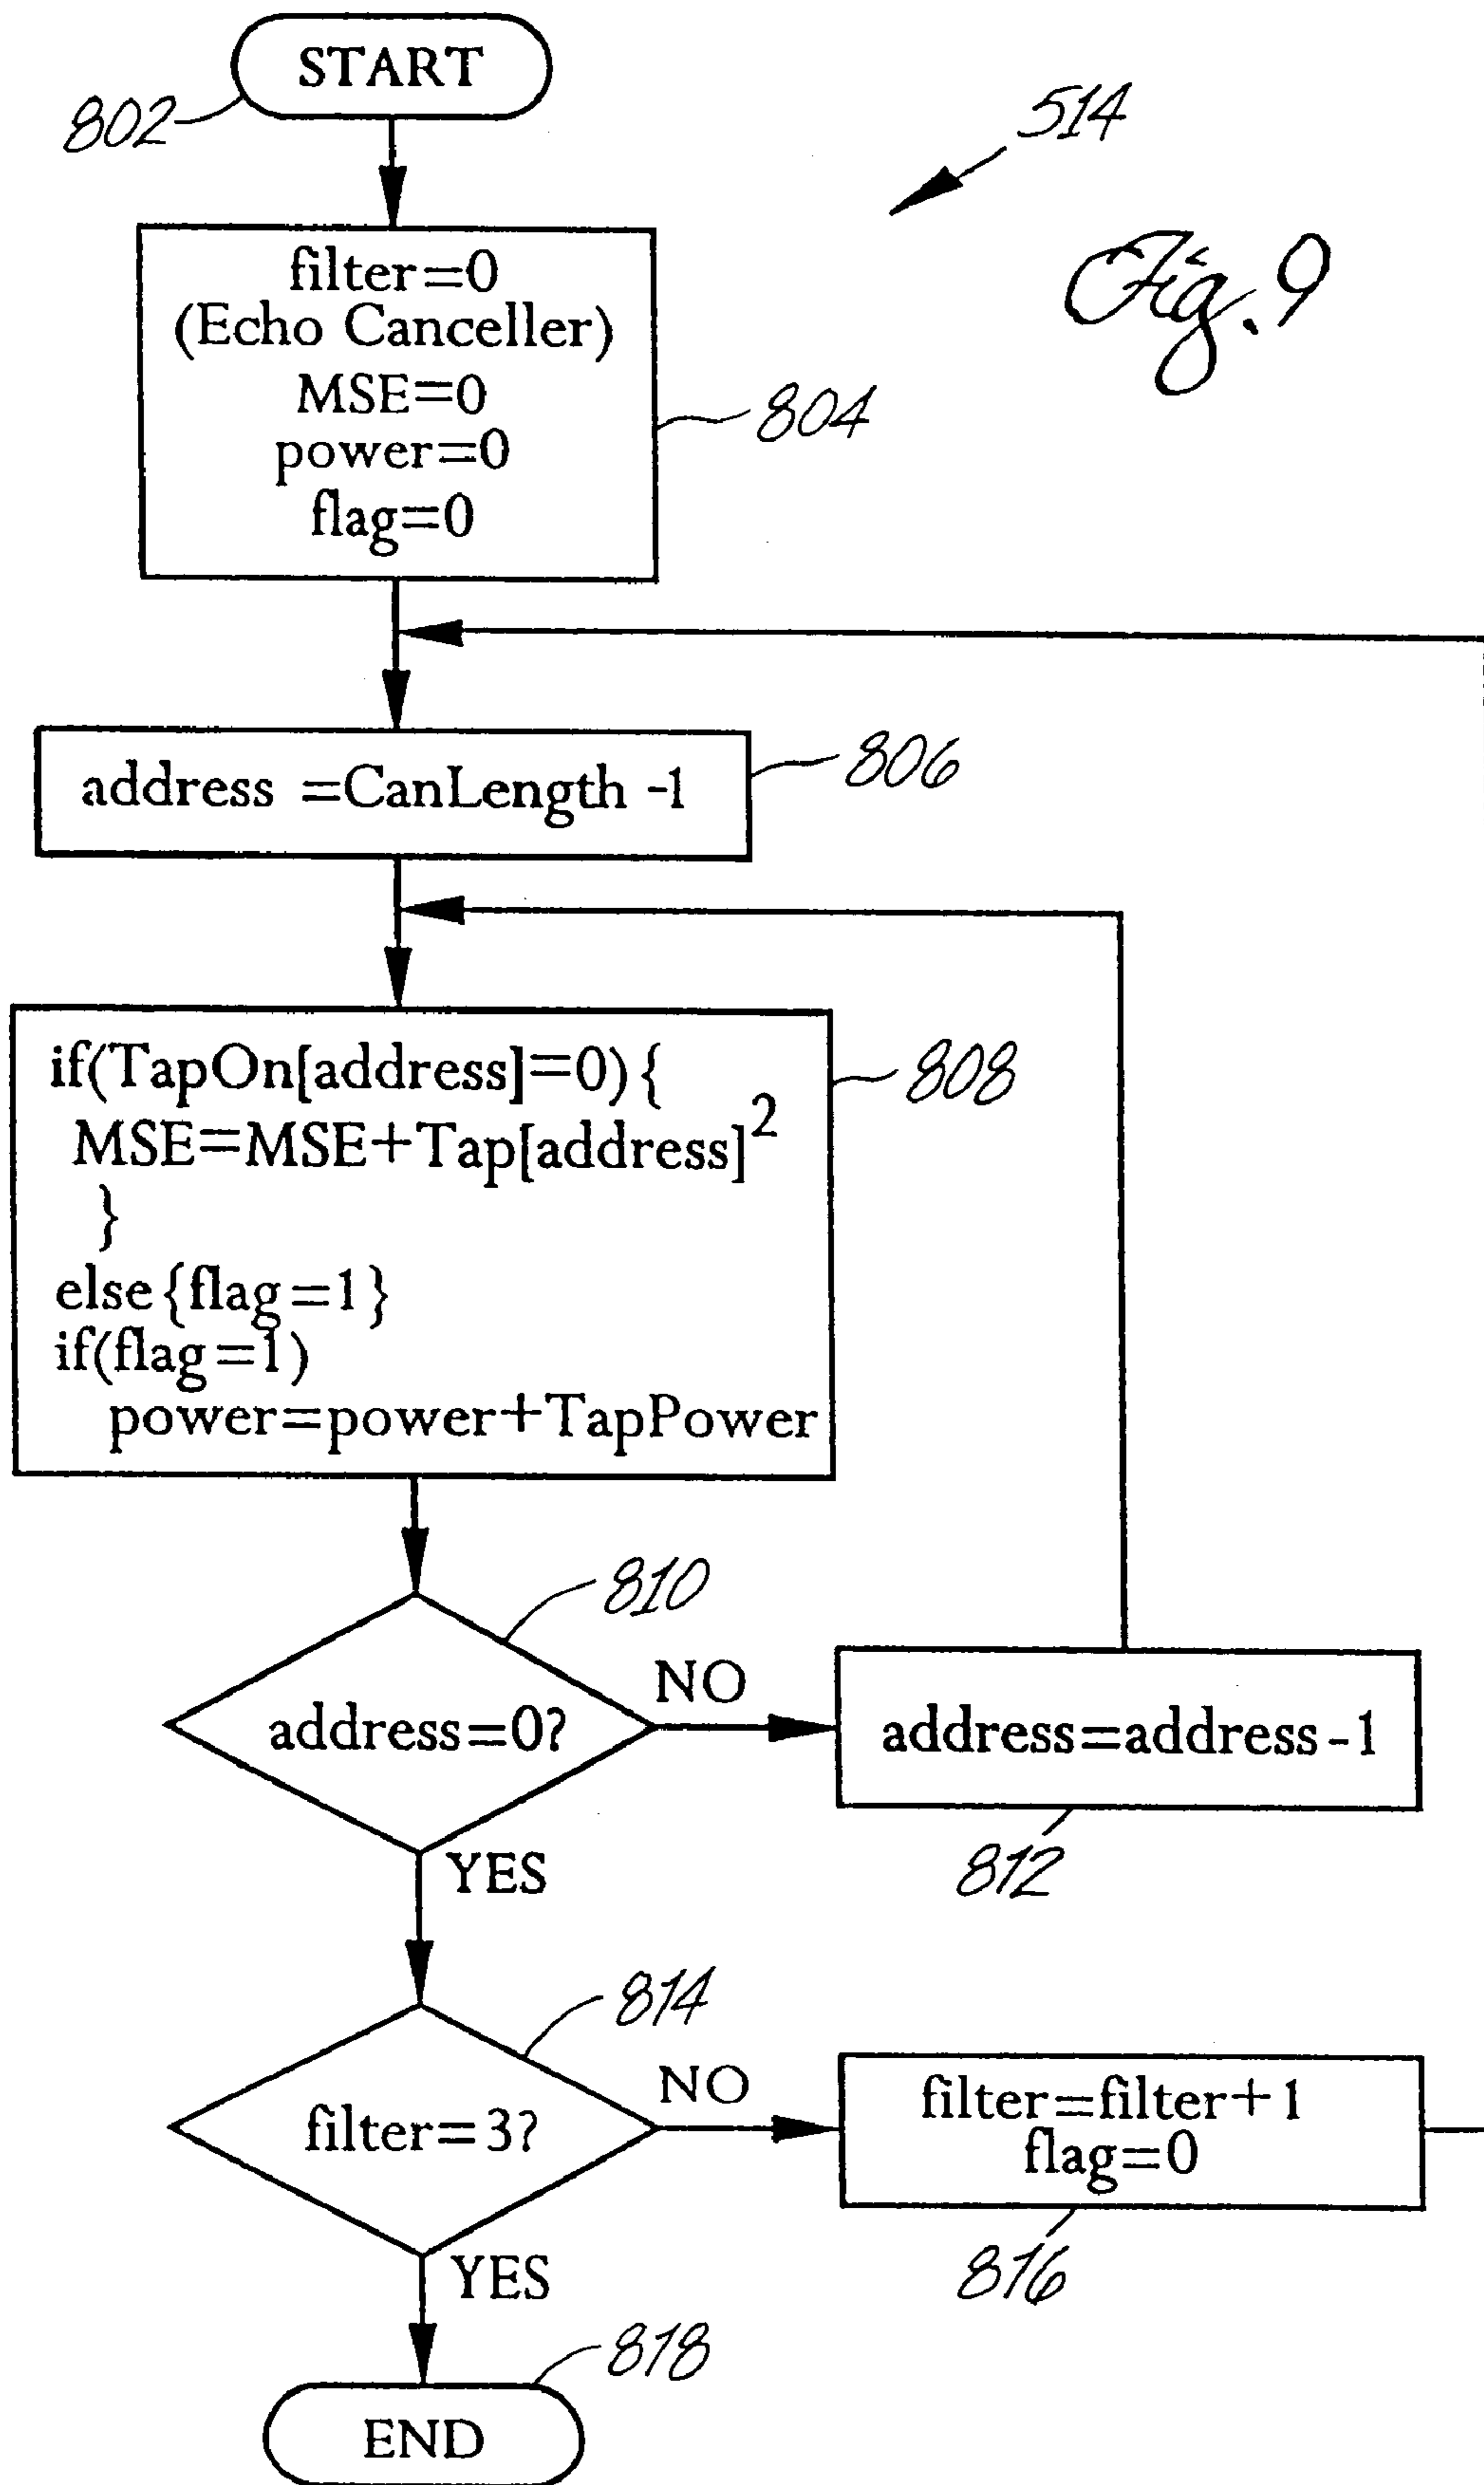 START
802
514
Fig. 9
filter=0
(Echo Canceller)
MSE=0
power=0
flag=0
804
address =CanLength -1
806
if(TapOn[address]=0){
MSE=MSE+Tap[address]²
}
else{flag=1}
if(flag=1)
power=power+TapPower
808
810
address=0?
NO
address=address-1
812
YES
814
filter=3?
NO
filter=filter+1
flag=0
816
YES
818
END